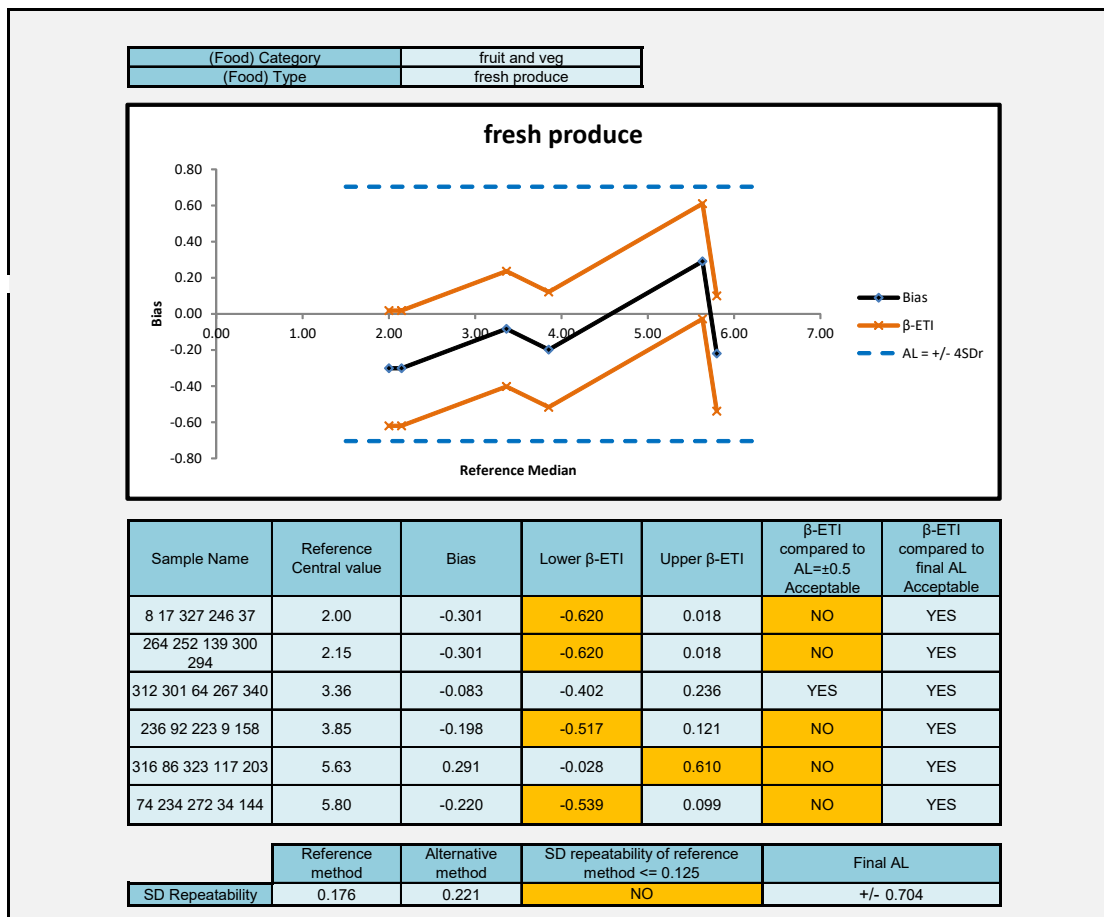 (Food) Category fruit and veg
(Food) Type fresh produce
fresh produce
0.80
0.60
0.40
0.20
0.00
-0.20
-0.40
-0.60
-0.80
0.00 1.00 2.00 3.00 4.00 5.00 6.00 7.00
Bias
Reference Median
Bias
β-ETI
AL = +/- 4SDr
Sample Name
Reference
Central value
Bias
Lower β-ETI
Upper β-ETI
β-ETI
compared to
AL=±0.5
Acceptable
β-ETI
compared to
final AL
Acceptable
8 17 327 246 37 2.00 -0.301 -0.620 0.018 NO YES
264 252 139 300
294
2.15 -0.301 -0.620 0.018 NO YES
312 301 64 267 340 3.36 -0.083 -0.402 0.236 YES YES
236 92 223 9 158 3.85 -0.198 -0.517 0.121 NO YES
316 86 323 117 203 5.63 0.291 -0.028 0.610 NO YES
74 234 272 34 144 5.80 -0.220 -0.539 0.099 NO YES
Reference
method
Alternative
method
SD repeatability of reference
method <= 0.125
Final AL
SD Repeatability 0.176 0.221 NO +/- 0.704